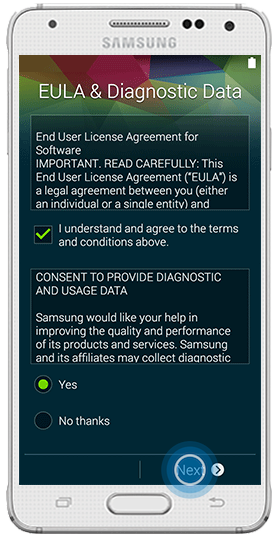 SAMSUNG
EULA & Diagnostic Data
End User License Agreement for
Software
IMPORTANT. READ CAREFULLY: This
End User License Agreement ("EULA") is
a legal agreement between you (either
an individual or a single entity) and
I understand and agree to the terms
and conditions above.
CONSENT TO PROVIDE DIAGNOSTIC
AND USAGE DATA
Samsung would like your help in
improving the quality and performance
of its products and services. Samsung
and its affiliates may collect diagnostic
Yes
No thanks
Next